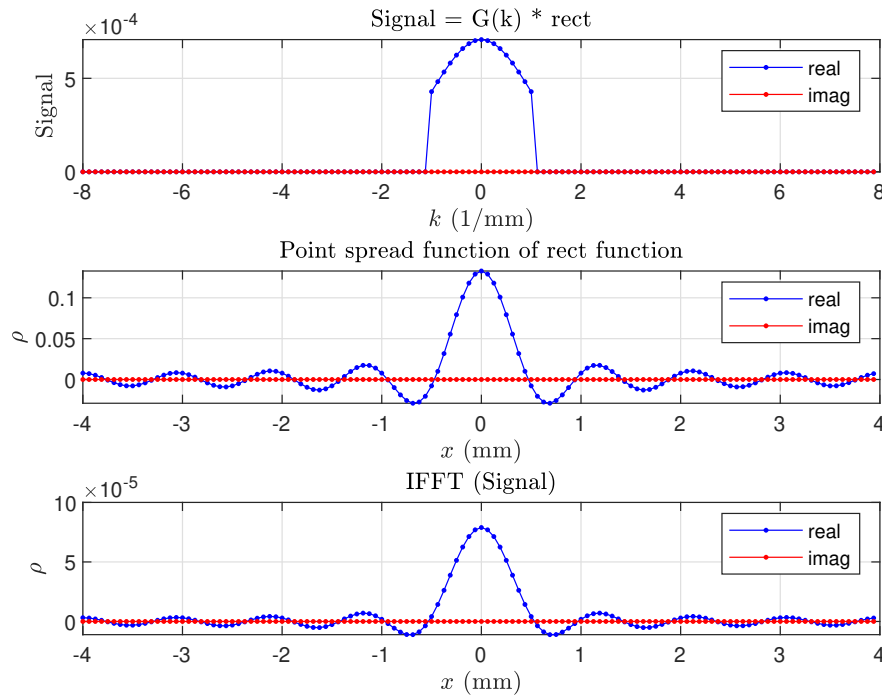 Signal = G(k) * rect
×10-4
5
0
Signal
real
imag
-8 -6 -4 -2 0 2 4 6 8
k (1/mm)
Point spread function of rect function
0.1
0.05
0
ρ
real
imag
-4 -3 -2 -1 0 1 2 3 4
x (mm)
IFFT (Signal)
×10-5
10
5
0
ρ
real
imag
-4 -3 -2 -1 0 1 2 3 4
x (mm)